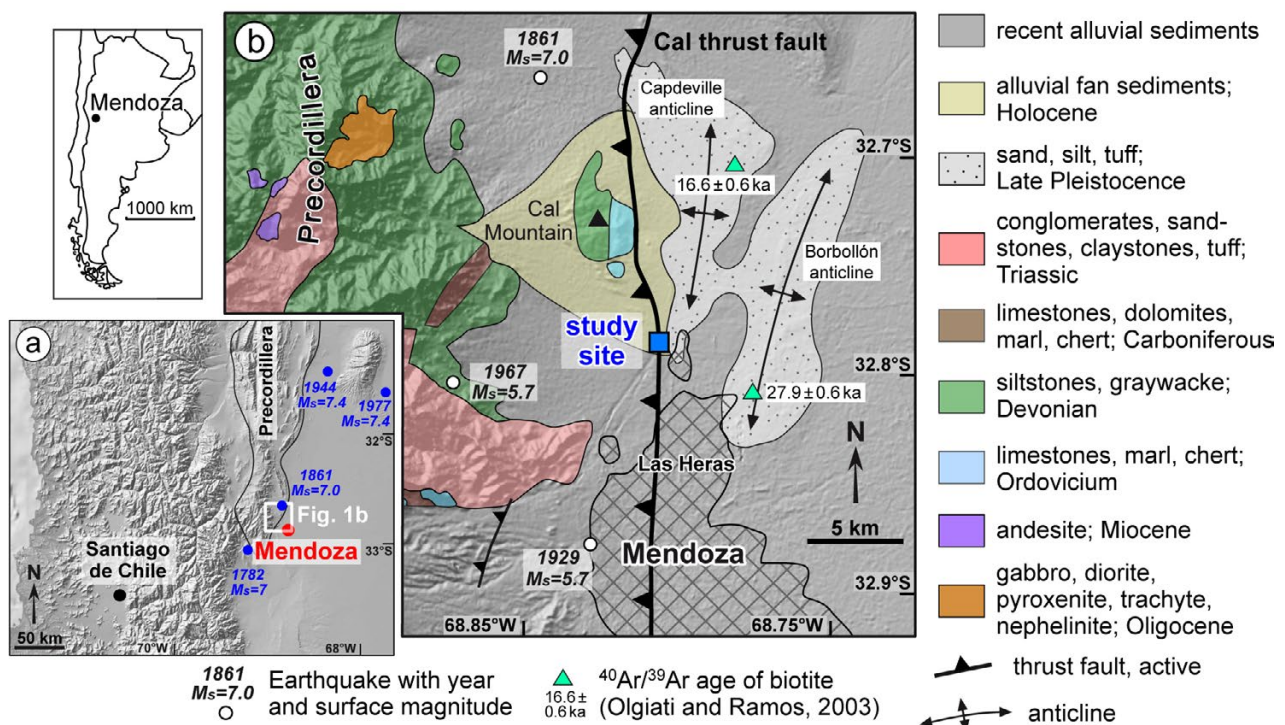 Mendoza
1000 km
a
Precordillera
1944
Ms=7.4
1977
Ms=7.4
32°S
1861
Ms=7.0
Fig. 1b
Mendoza
33°S
1782
Ms=7
Santiago
de Chile
N
50 km
70°W
68°W
b
1861
Ms=7.0
Cal thrust fault
Precordillera
Capdeville
anticline
32.7°S
16.6 ± 0.6 ka
Cal
Mountain
Borbollón
anticline
study
site
32.8°S
1967
Ms=5.7
27.9 ± 0.6 ka
N
Las Heras
5 km
1929
Ms=5.7
Mendoza
32.9°S
68.85°W
68.75°W
recent alluvial sediments
alluvial fan sediments;
Holocene
sand, silt, tuff;
Late Pleistocence
conglomerates, sand-
stones, claystones, tuff;
Triassic
limestones, dolomites,
marl, chert; Carboniferous
siltstones, graywacke;
Devonian
limestones, marl, chert;
Ordovicium
andesite; Miocene
gabbro, diorite,
pyroxenite, trachyte,
nephelinite; Oligocene
thrust fault, active
anticline
1861
Ms=7.0
Earthquake with year
and surface magnitude
16.6 ±
0.6 ka
40Ar/39Ar age of biotite
(Olgiati and Ramos, 2003)